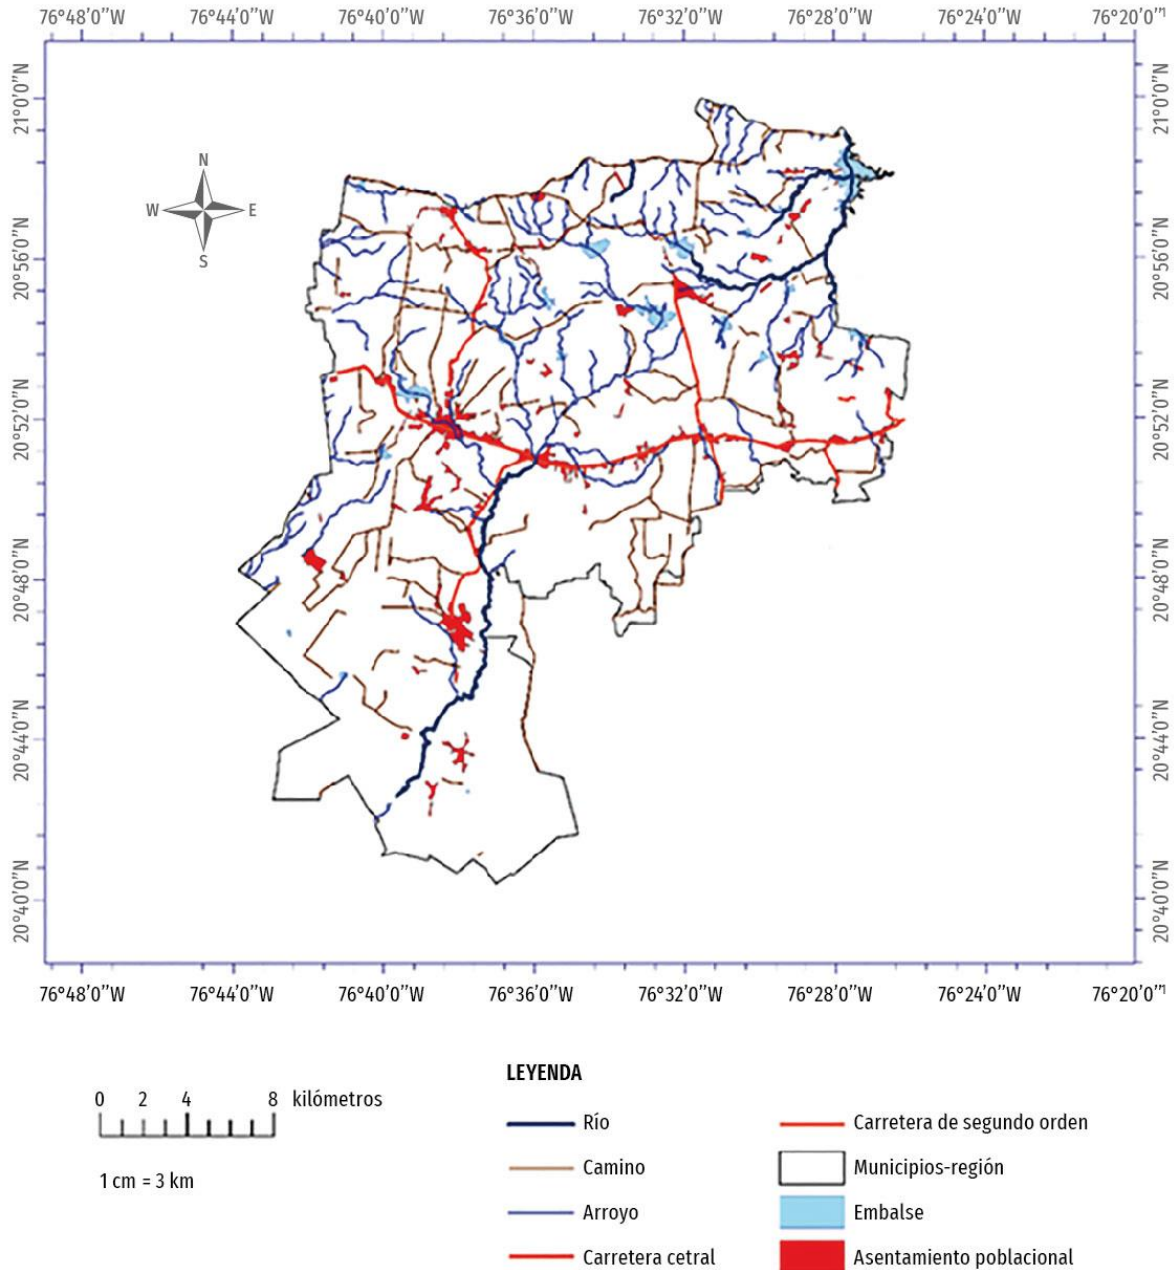 76°48'0"W 76°44'0"W 76°40'0"W 76°36'0"W 76°32'0"W 76°28'0"W 76°24'0"W 76°20'0"W
21°0'0"N
20°56'0"N
20°52'0"N
20°48'0"N
20°44'0"N
20°40'0"N
N
W E
S
21°0'0"N
20°56'0"N
20°52'0"N
20°48'0"N
20°44'0"N
20°40'0"N
76°48'0"W 76°44'0"W 76°40'0"W 76°36'0"W 76°32'0"W 76°28'0"W 76°24'0"W 76°20'0"
0 2 4 8 kilómetros
1 cm = 3 km
LEYENDA
Río
Camino
Arroyo
Carretera cetral
Carretera de segundo orden
Municipios-región
Embalse
Asentamiento poblacional